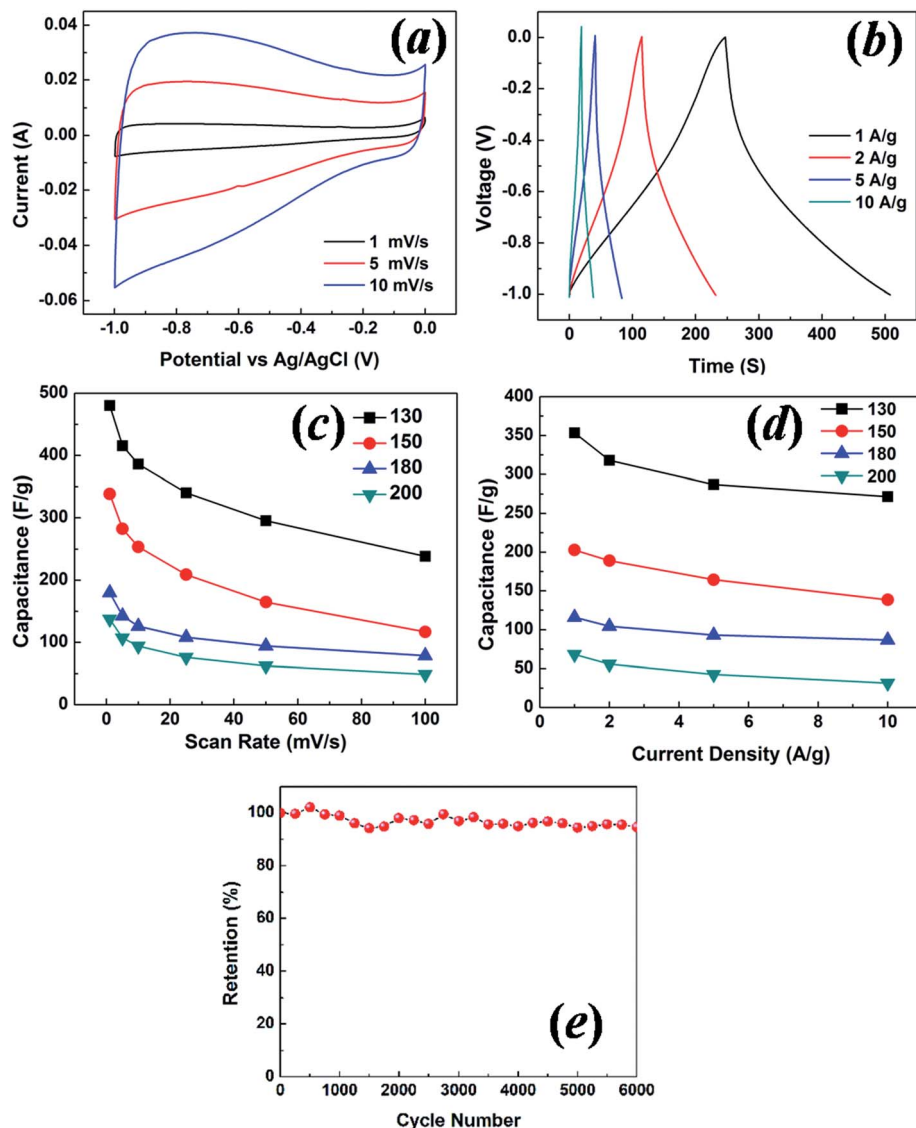 (a)
0.04
0.02
0.00
-0.02
-0.04
-0.06
Current (A)
1 mV/s
5 mV/s
10 mV/s
-1.0 -0.8 -0.6 -0.4 -0.2 0.0
Potential vs Ag/AgCl (V)
(b)
0.0
-0.2
-0.4
-0.6
-0.8
-1.0
Voltage (V)
1 A/g
2 A/g
5 A/g
10 A/g
0 100 200 300 400 500
Time (S)
(c)
500
400
300
200
100
0
Capacitance (F/g)
130
150
180
200
0 20 40 60 80 100
Scan Rate (mV/s)
(d)
400
350
300
250
200
150
100
50
0
Capacitance (F/g)
130
150
180
200
0 2 4 6 8 10
Current Density (A/g)
100
80
60
40
20
0
Retention (%)
(e)
0 1000 2000 3000 4000 5000 6000
Cycle Number